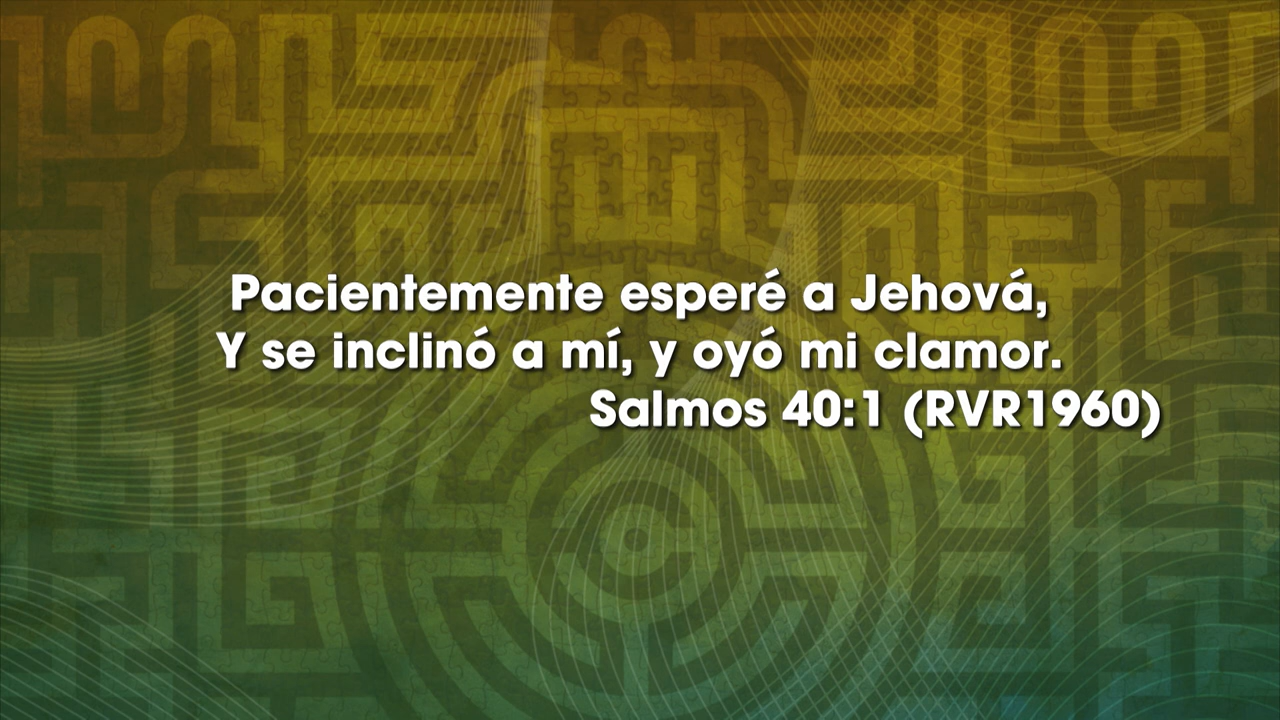 Pacientemente esperé a Jehová,
Y se inclinó a mí, y oyó mi clamor.
Salmos 40:1 (RVR1960)